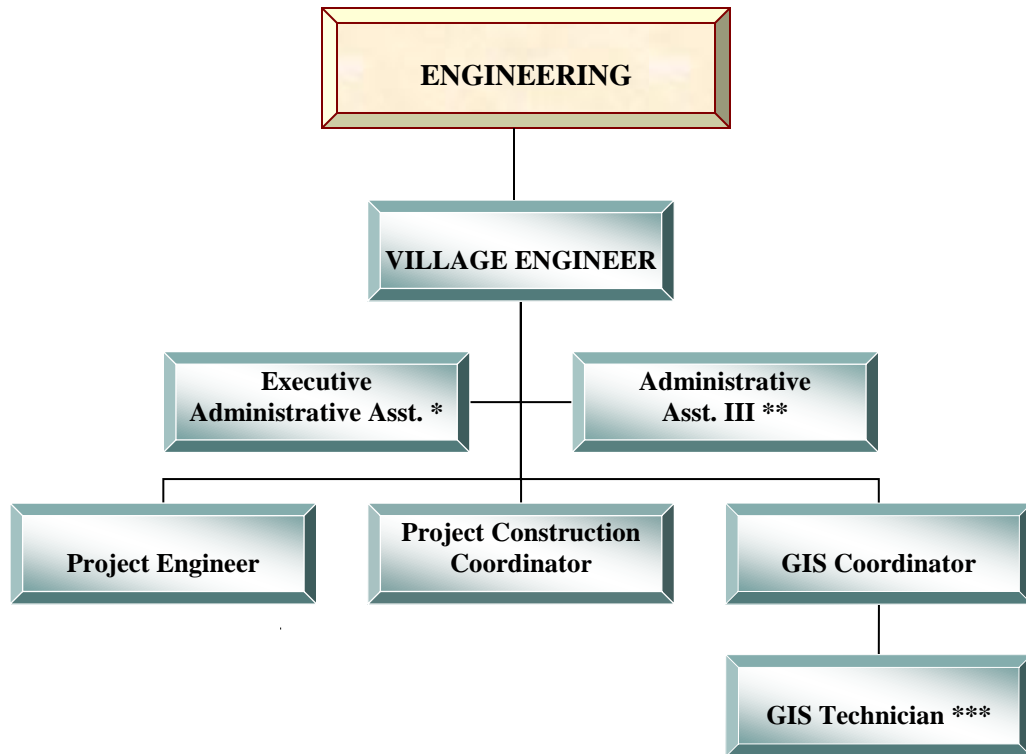 ENGINEERING
VILLAGE ENGINEER
Executive
Administrative Asst. *
Administrative
Asst. III **
Project Engineer
Project Construction
Coordinator
GIS Coordinator
GIS Technician ***